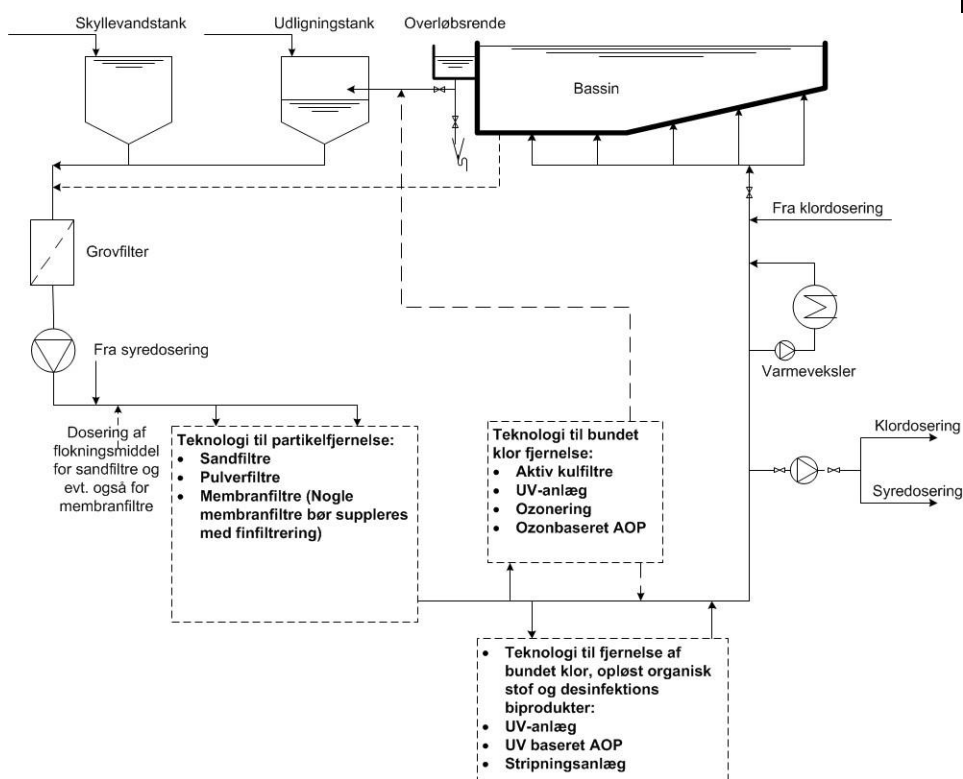 Skyllevandstank
Udligningstank
Overløbsrende
Bassin
Fra klordosering
Grovfilter
Varmeveksler
Fra syredosering
Dosering af
flokningsmiddel
for sandfiltre og
evt. også for
membranfiltre
Teknologi til partikelfjernelse:
• Sandfiltre
• Pulverfiltre
• Membranfiltre (Nogle
membranfiltre bør suppleres
med finfiltrering)
Teknologi til bundet
klor fjernelse:
• Aktiv kulfiltre
• UV-anlæg
• Ozonering
• Ozonbaseret AOP
Klordosering
Syredosering
• Teknologi til fjernelse af
bundet klor, opløst organisk
stof og desinfektions
biprodukter:
• UV-anlæg
• UV baseret AOP
• Stripningsanlæg